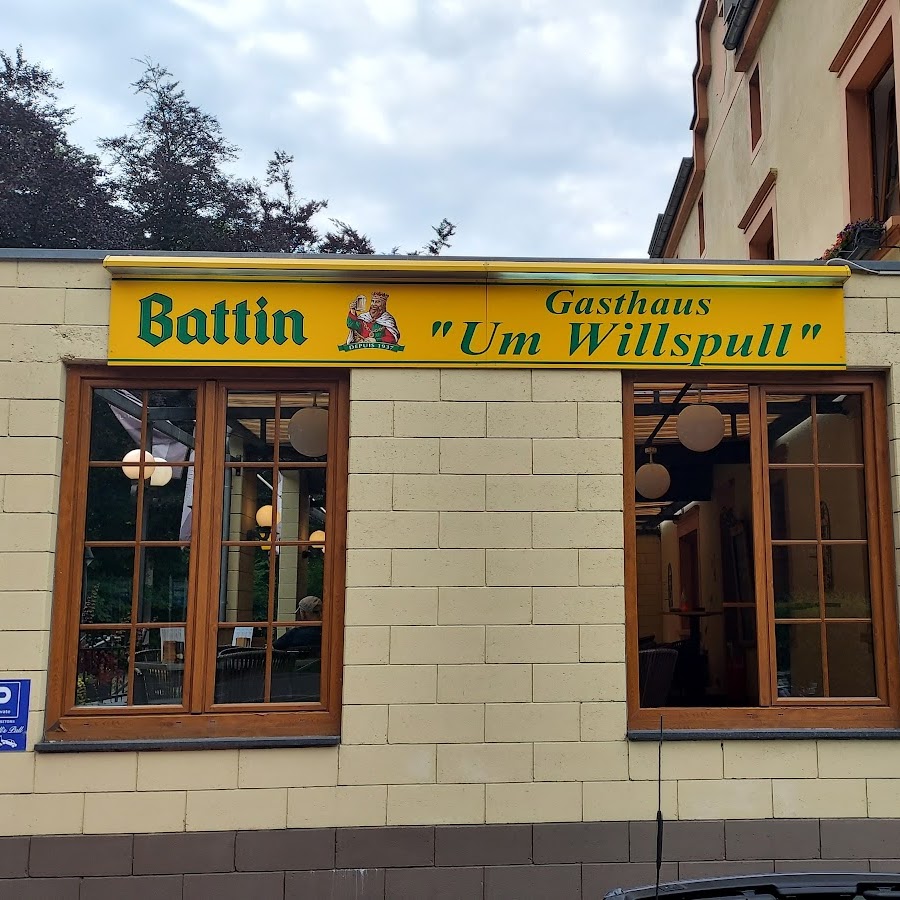 Battin
DEPUIS 1937
Gasthaus
"Um Willspull"
P